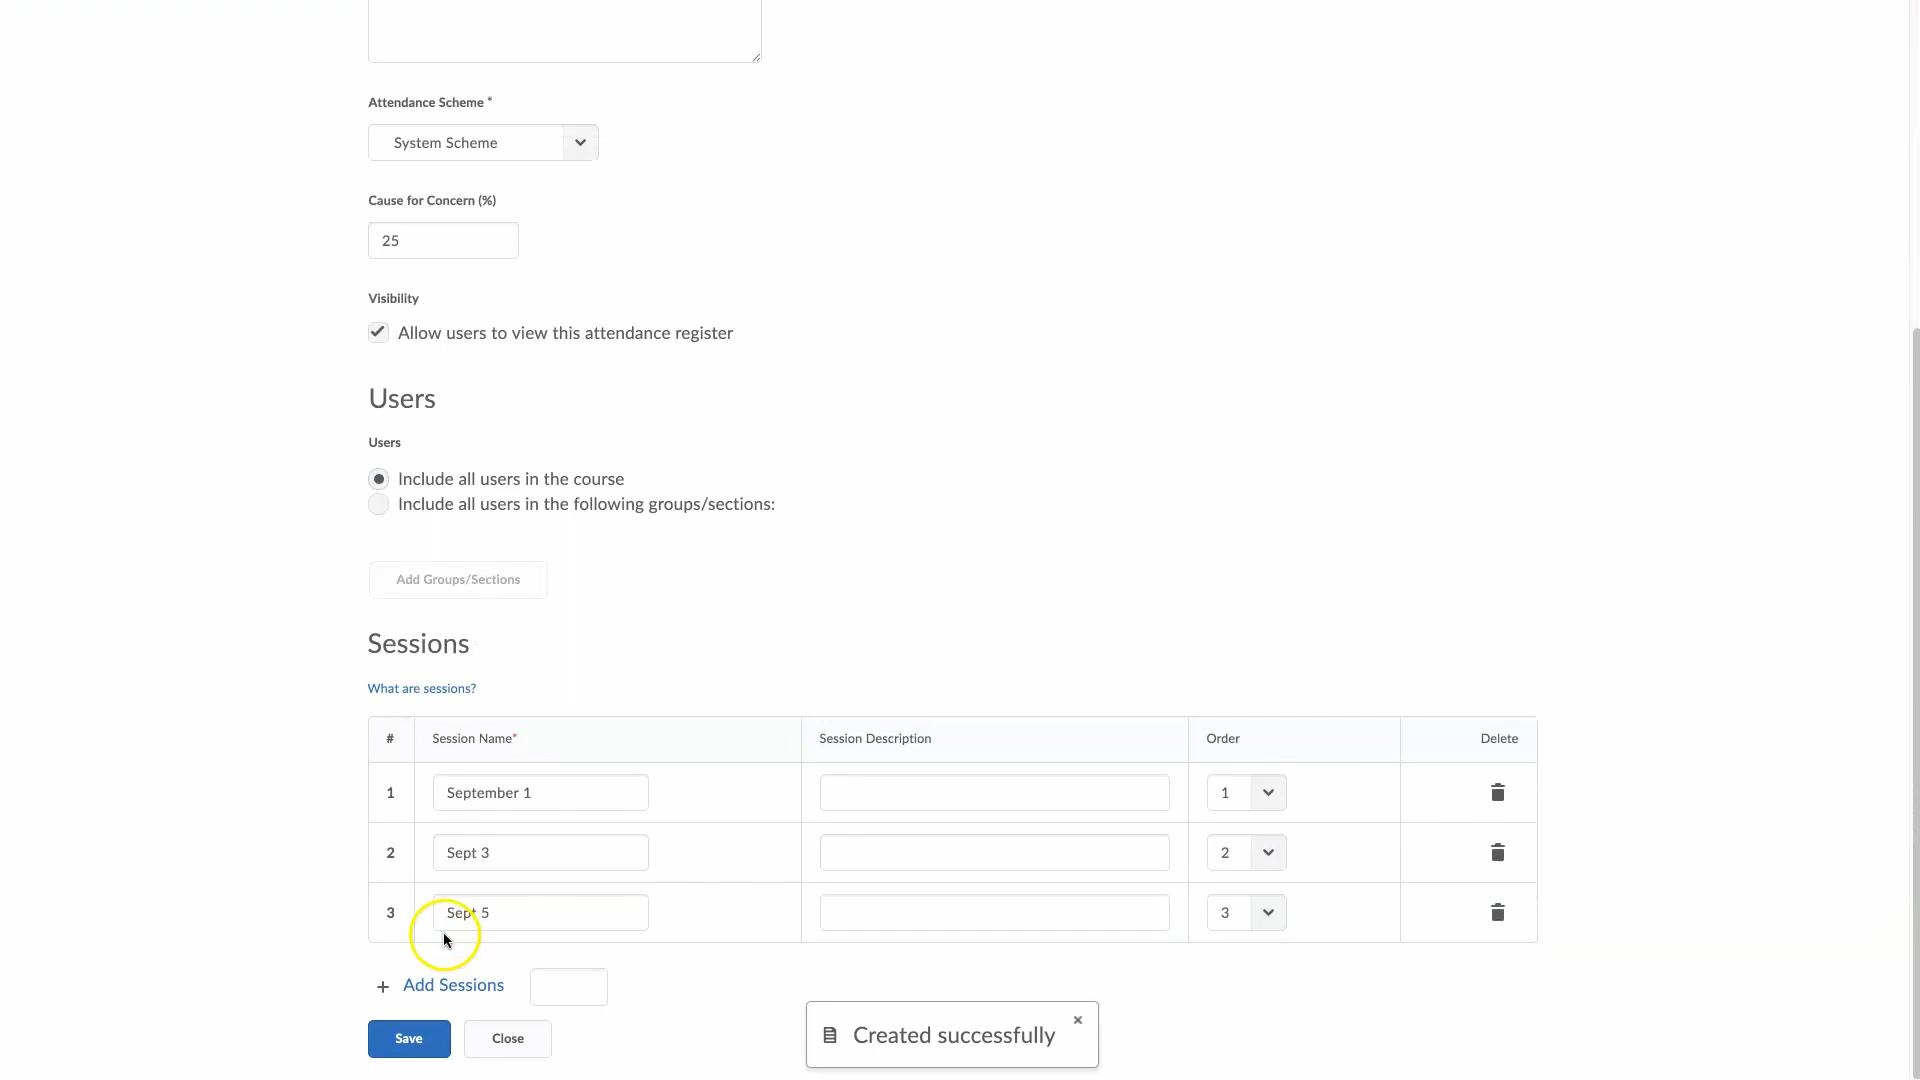 Attendance Scheme *
System Scheme
Cause for Concern (%)
25
Visibility
Allow users to view this attendance register
Users
Users
Include all users in the course
Include all users in the following groups/sections:
Add Groups/Sections
Sessions
What are sessions?
# Session Name* Session Description Order Delete
1 September 1 1
2 Sept 3 2
3 Sept 5 3
+ Add Sessions
Save Close
Created successfully ×